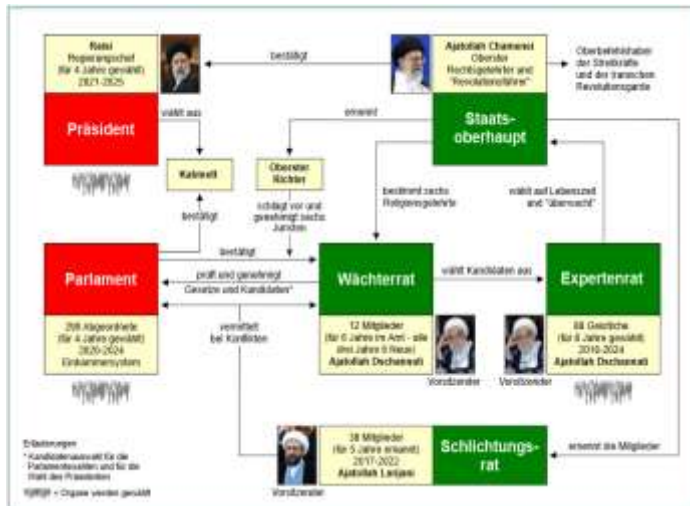 Raisi
Regierungschef
(für 4 Jahre gewählt)
2021-2025
Präsident
bestätigt
Ajatollah Chamenei
Oberster
Rechtsgelehrter und
"Revolutionsführer"
Staats-
oberhaupt
Oberbefehlshaber
der Streitkräfte
und der Iranischen
Revolutionsgarde
wählt aus
ernennt
Kabinett
Oberster
Richter
bestätigt
schlägt vor und
genehmigt sechs
Juristen
bestimmt sechs
Religionsgelehrte
wählt auf Lebenszeit
und "überwacht"
Parlament
290 Abgeordnete
(für 4 Jahre gewählt)
2020-2024
Einkammersystem
bestätigt
prüft und genehmigt
Gesetze und Kandidaten*
vermittelt
bei Konflikten
Wächterrat
12 Mitglieder
(für 6 Jahre im Amt - alle
drei Jahre 6 Neue)
Ajatollah Dschannati
Vorsitzender
wählt Kandidaten aus
Expertenrat
88 Geistliche
(für 8 Jahre gewählt)
2016-2024
Ajatollah Dschannati
Vorsitzender
Erläuterungen
* Kandidatenauswahl für die
Parlamentswahlen und für die
Wahl des Präsidenten
= Organe werden gewählt
38 Mitglieder
(für 5 Jahre ernannt)
2017-2022
Ajatollah Larijani
Vorsitzender
Schlichtungs-
rat
ernennt die Mitglieder